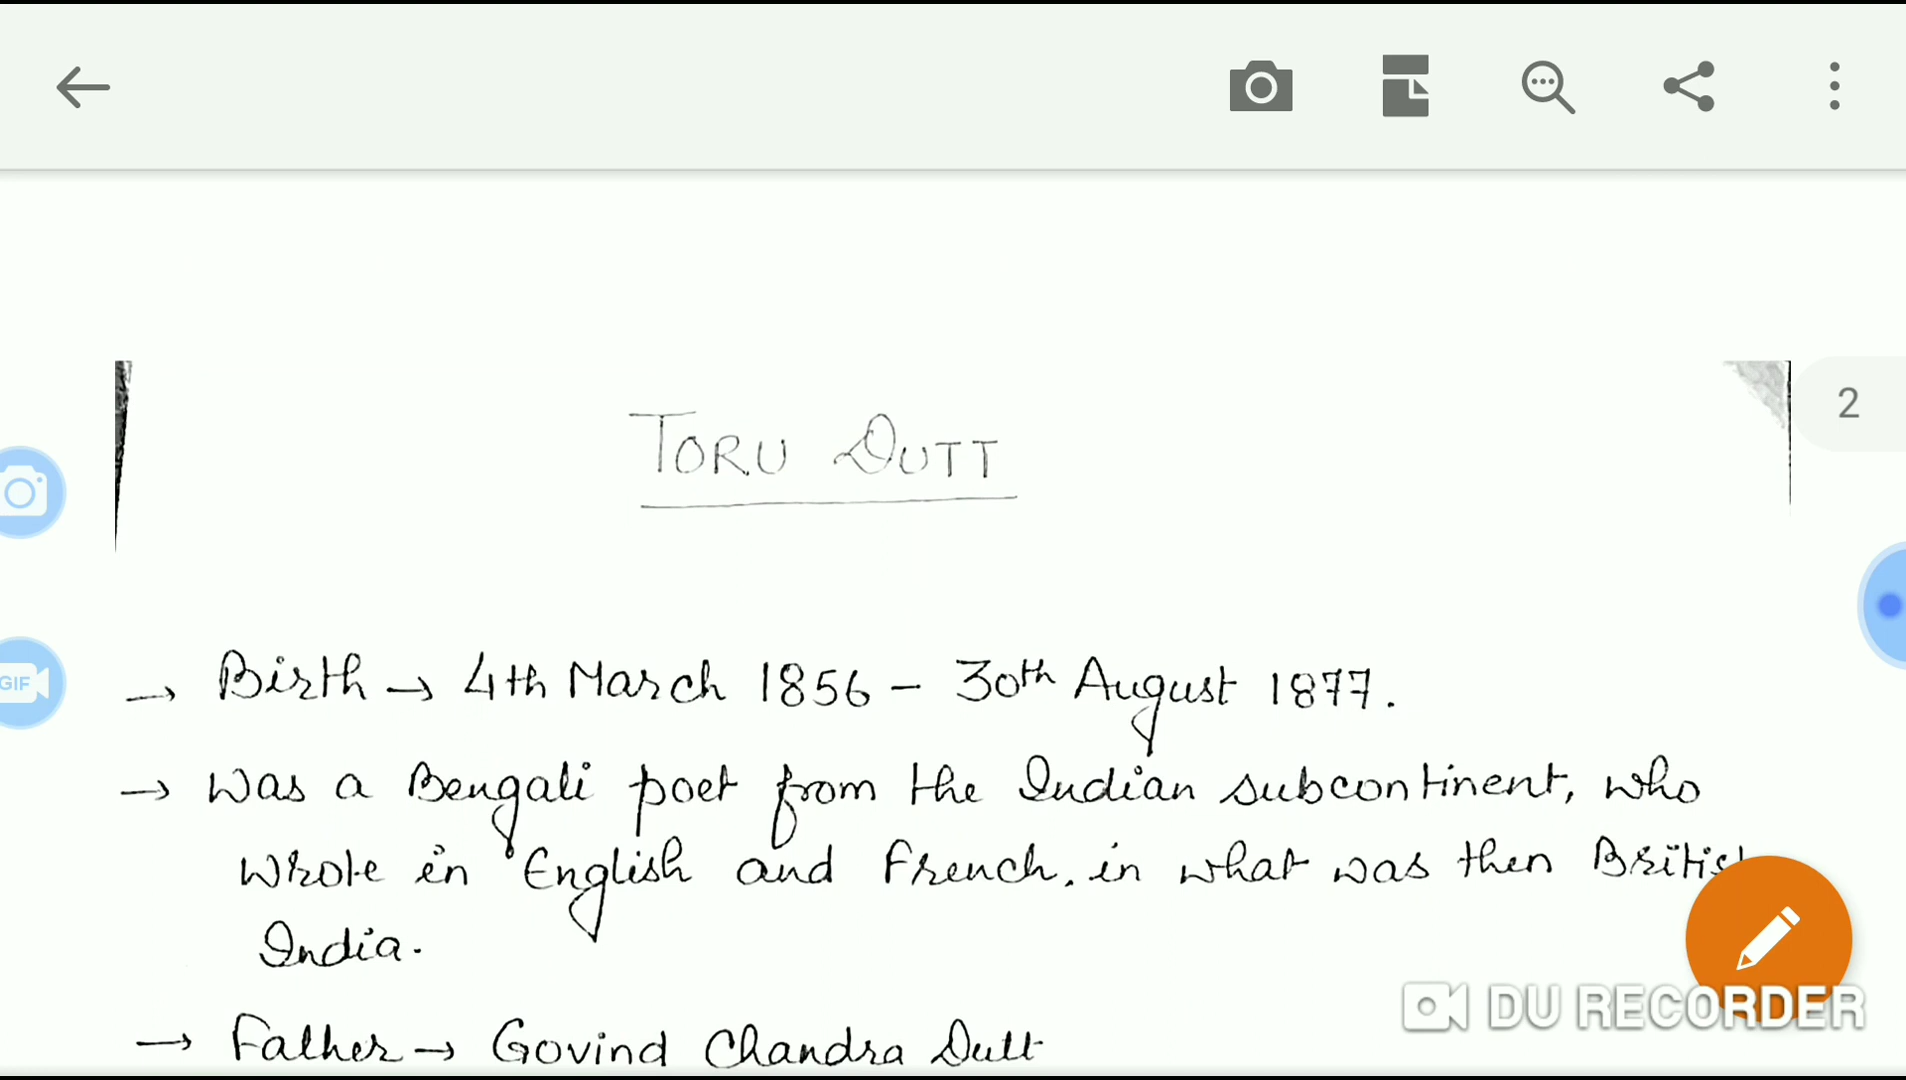 2
TORU DUTT
GIF
→ Birth → 4th March 1856 - 30th August 1877.
→ Was a Bengali poet from the Indian subcontinent, who
wrote in English and French, in what was then British
India.
→ Father → Govind Chandra Dutt
DU RECORDER